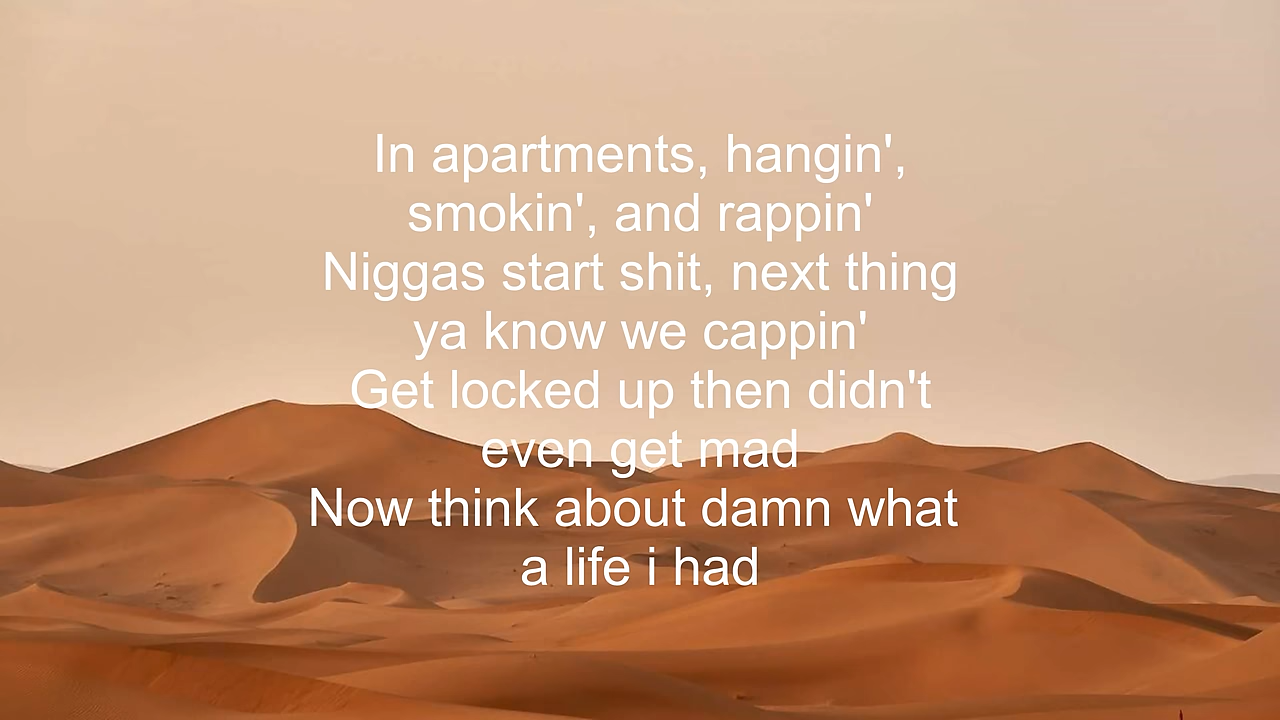 In apartments, hangin',
smokin', and rappin'
Niggas start shit, next thing
ya know we cappin'
Get locked up then didn't
even get mad
Now think about damn what
a life i had